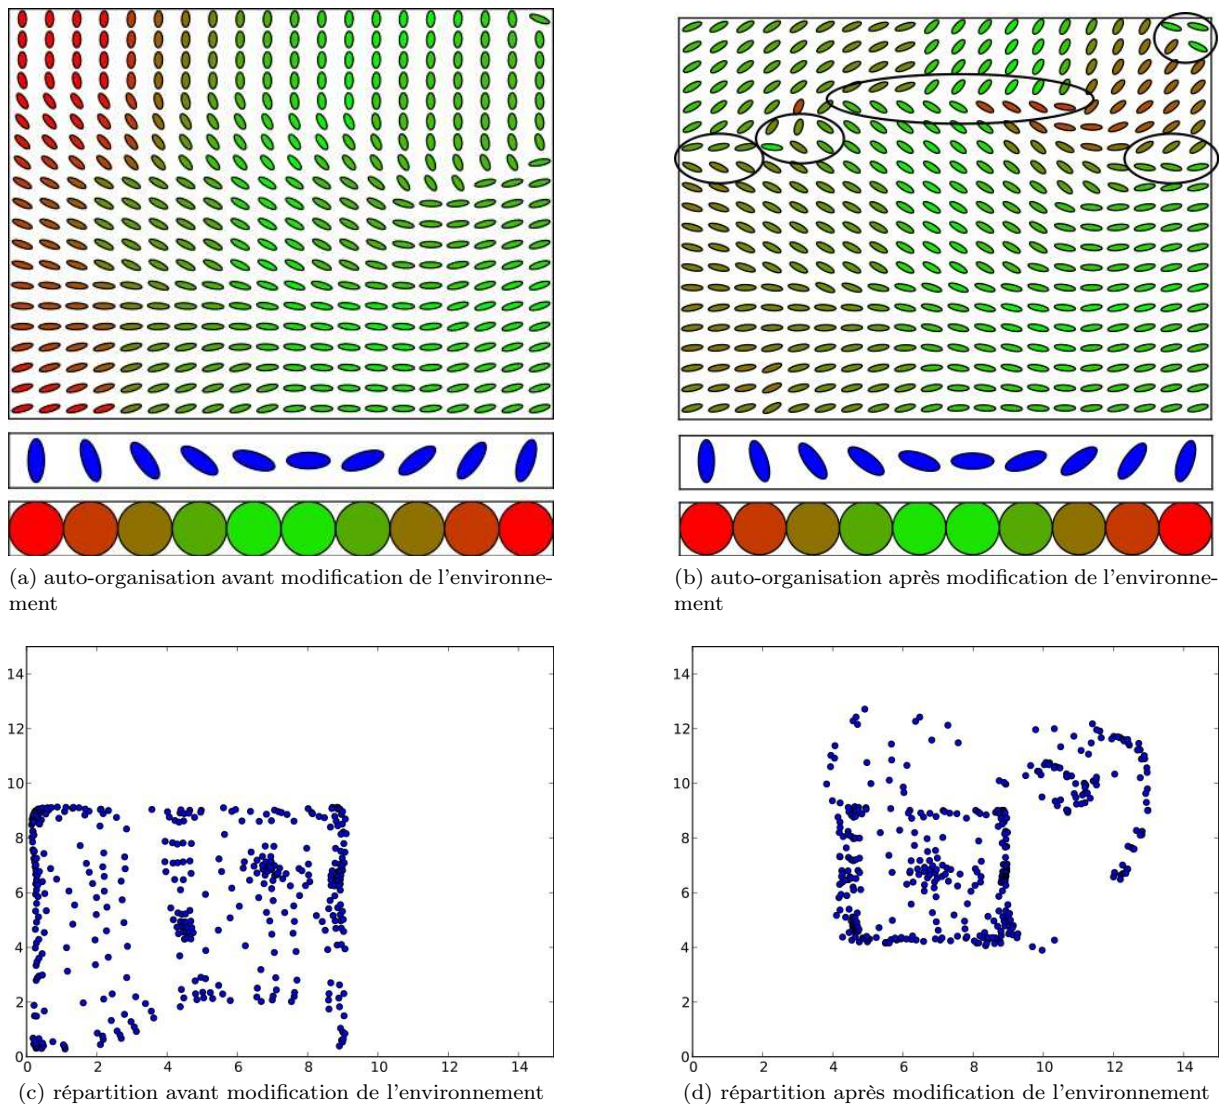 (a) auto-organisation avant modification de l'environne-
ment
(b) auto-organisation après modification de l'environne-
ment
14
12
10
8
6
4
2
0
0 2 4 6 8 10 12 14
(c) répartition avant modification de l'environnement
14
12
10
8
6
4
2
0
0 2 4 6 8 10 12 14
(d) répartition après modification de l'environnement